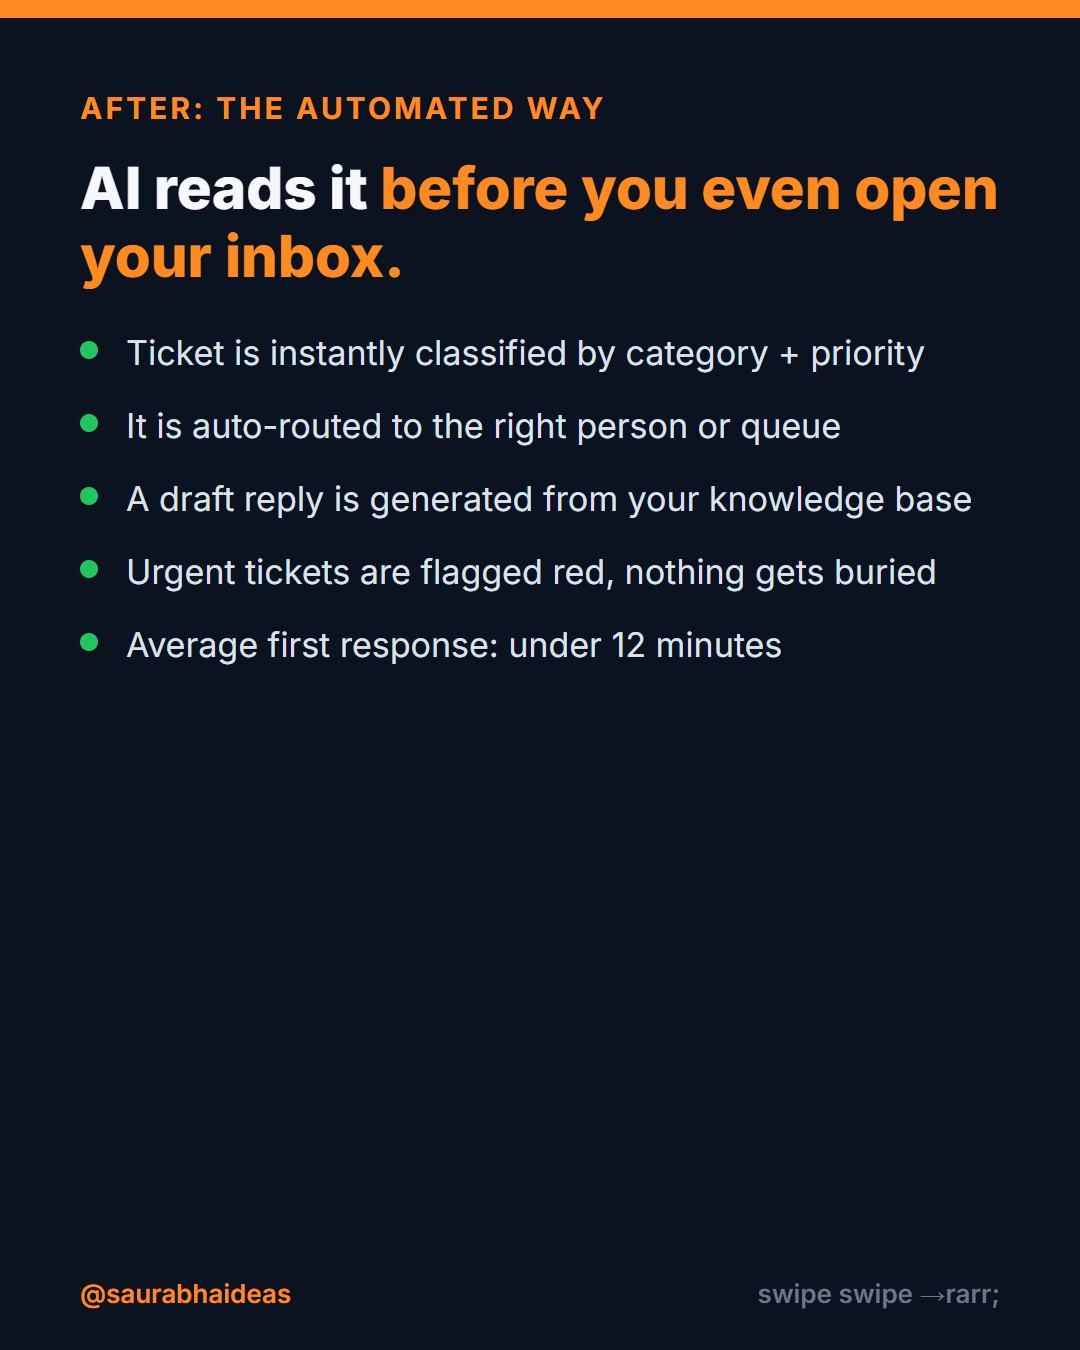 AFTER: THE AUTOMATED WAY
AI reads it before you even open
your inbox.
Ticket is instantly classified by category + priority
It is auto-routed to the right person or queue
A draft reply is generated from your knowledge base
Urgent tickets are flagged red, nothing gets buried
Average first response: under 12 minutes
@saurabhaideas
swipe swipe →rarr;